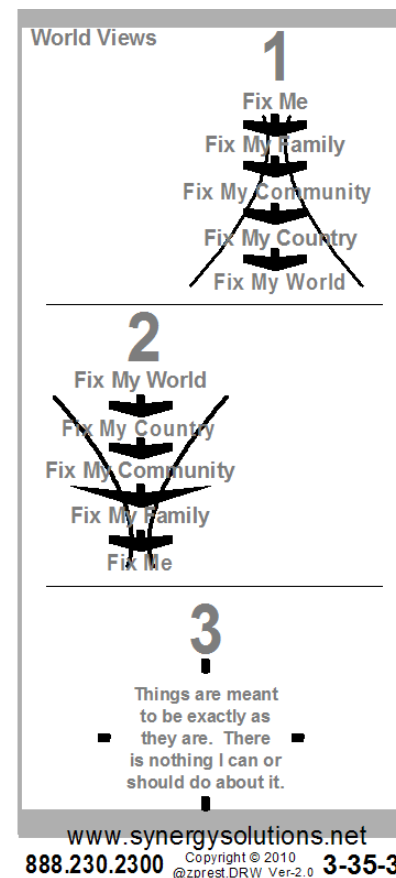 World Views
1
Fix Me
Fix My Family
Fix My Community
Fix My Country
Fix My World
2
Fix My World
Fix My Country
Fix My Community
Fix My Family
Fix Me
3
Things are meant
to be exactly as
they are. There
is nothing I can or
should do about it.
www.synergysolutions.net
888.230.2300 Copyright © 2010 3-35-3
@zprest.DRW Ver-2.0